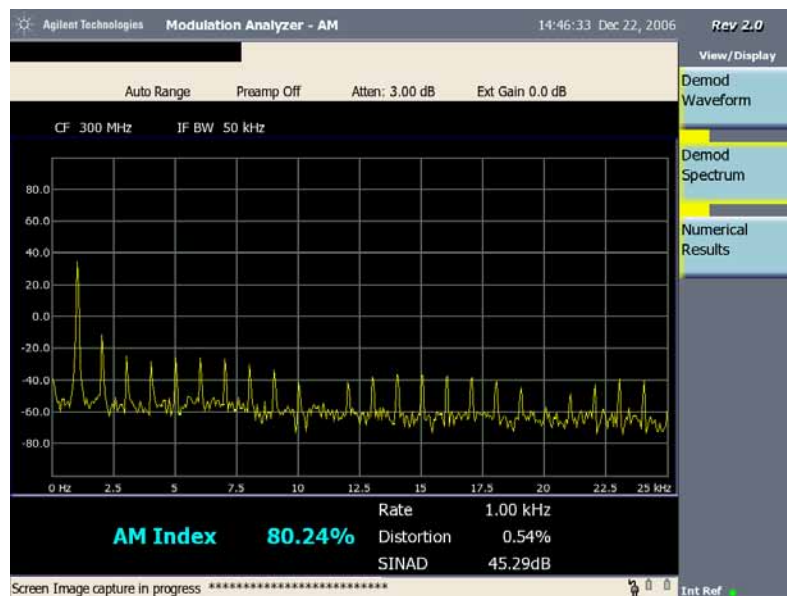 Agilent Technologies Modulation Analyzer - AM 14:46:33 Dec 22, 2006 Rev 2.0
View/Display
Auto Range Preamp Off Atten: 3.00 dB Ext Gain 0.0 dB
Demod
Waveform
CF 300 MHz IF BW 50 kHz
Demod
Spectrum
Numerical
Results
80.0
60.0
40.0
20.0
0.0
-20.0
-40.0
-60.0
-80.0
0 Hz 2.5 5 7.5 10 12.5 15 17.5 20 22.5 25 kHz
Rate 1.00 kHz
AM Index 80.24% Distortion 0.54%
SINAD 45.29dB
Screen Image capture in progress **************************
Int Ref